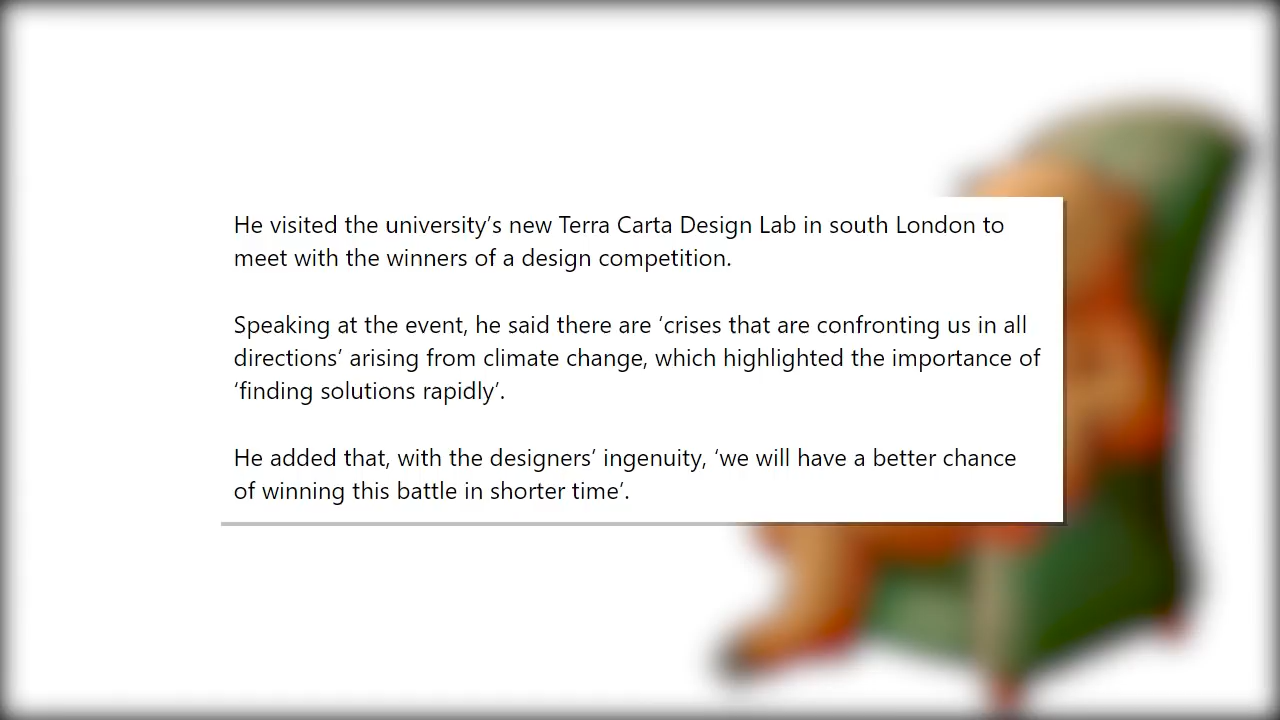 He visited the university’s new Terra Carta Design Lab in south London to
meet with the winners of a design competition.
Speaking at the event, he said there are ‘crises that are confronting us in all
directions’ arising from climate change, which highlighted the importance of
‘finding solutions rapidly’.
He added that, with the designers’ ingenuity, ‘we will have a better chance
of winning this battle in shorter time’.